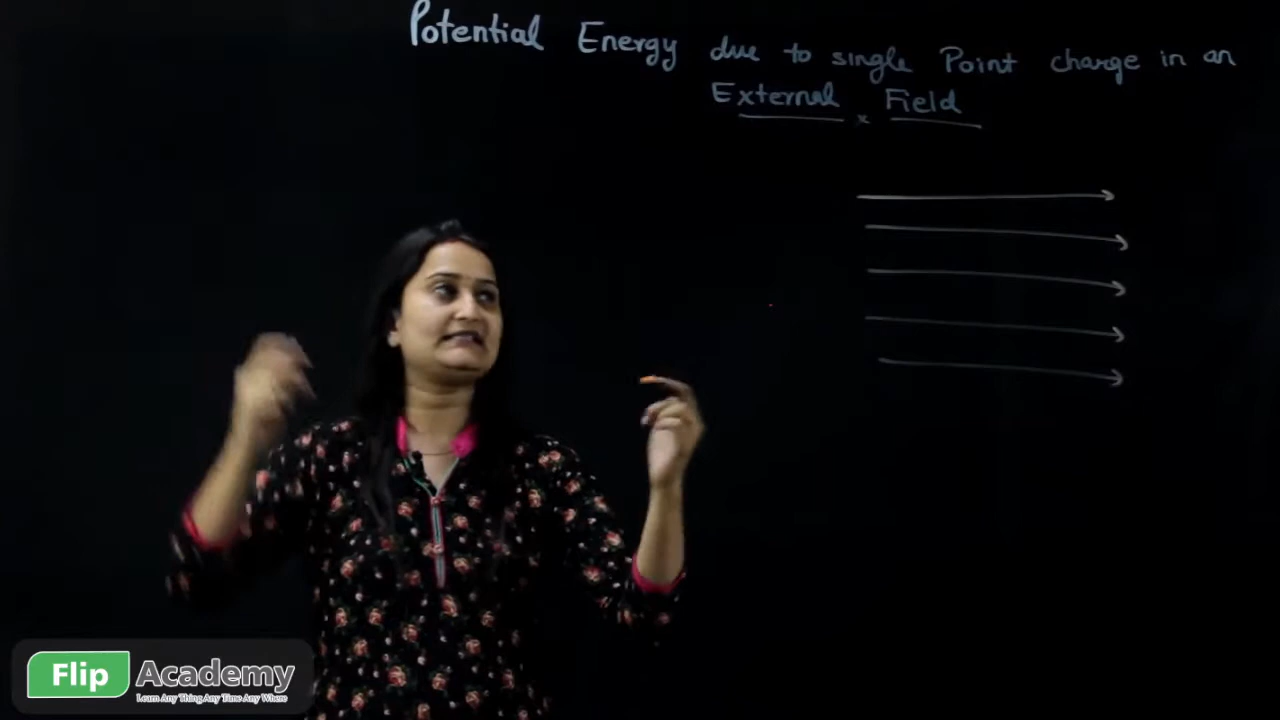 Potential Energy due to single Point charge in an
External Field
Flip Academy
Learn Any Thing Any Time Any Where